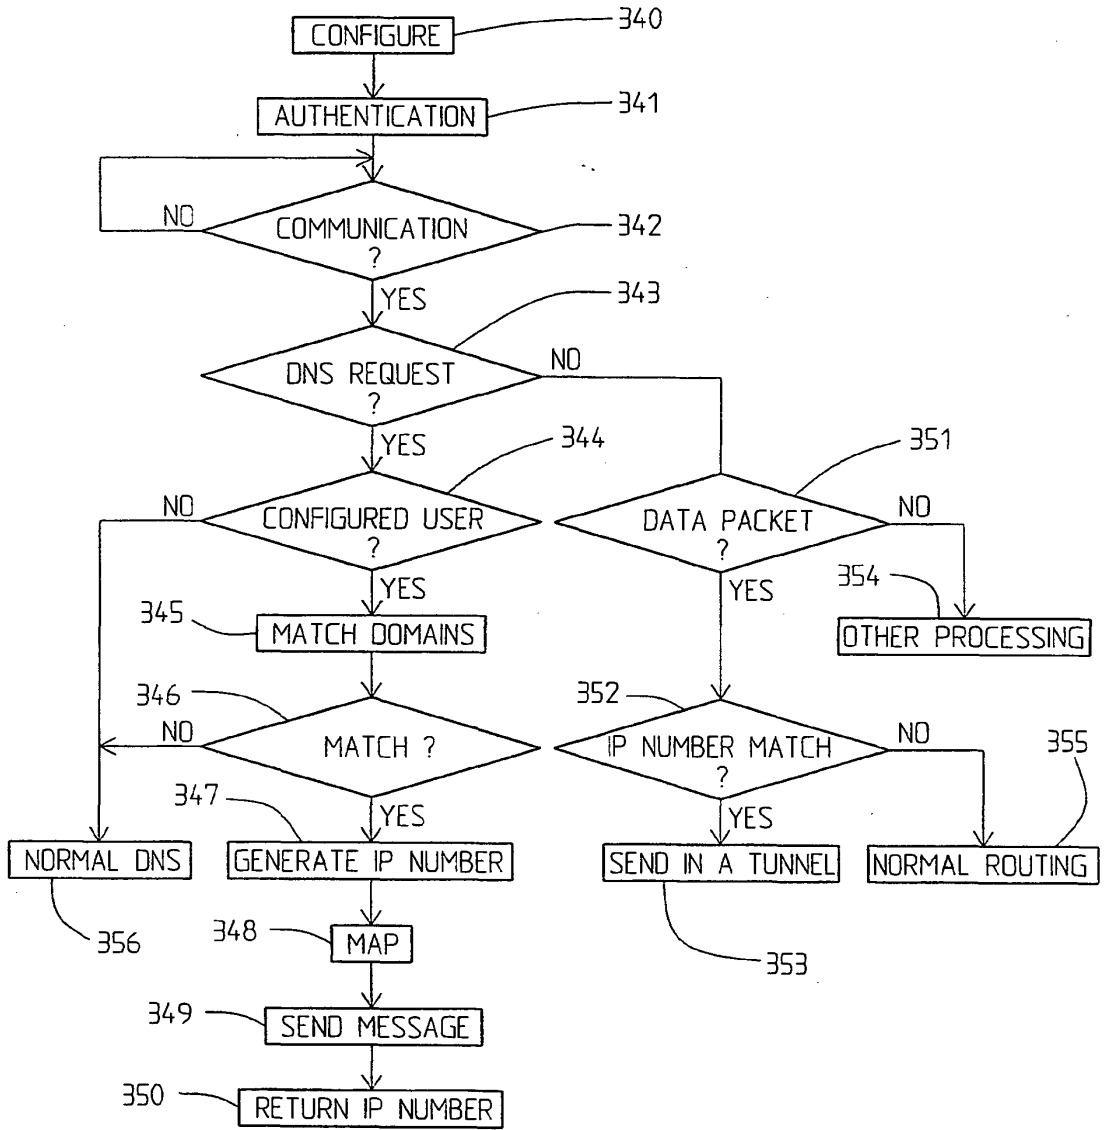 CONFIGURE
340
AUTHENTICATION
341
NO
COMMUNICATION
?
342
YES
343
DNS REQUEST
?
NO
YES
344
351
NO
CONFIGURED USER
?
DATA PACKET
?
NO
YES
YES
354
345
MATCH DOMAINS
OTHER PROCESSING
346
352
NO
MATCH ?
IP NUMBER MATCH
?
NO
355
347
YES
YES
NORMAL DNS
GENERATE IP NUMBER
SEND IN A TUNNEL
NORMAL ROUTING
356
348
MAP
353
349
SEND MESSAGE
350
RETURN IP NUMBER